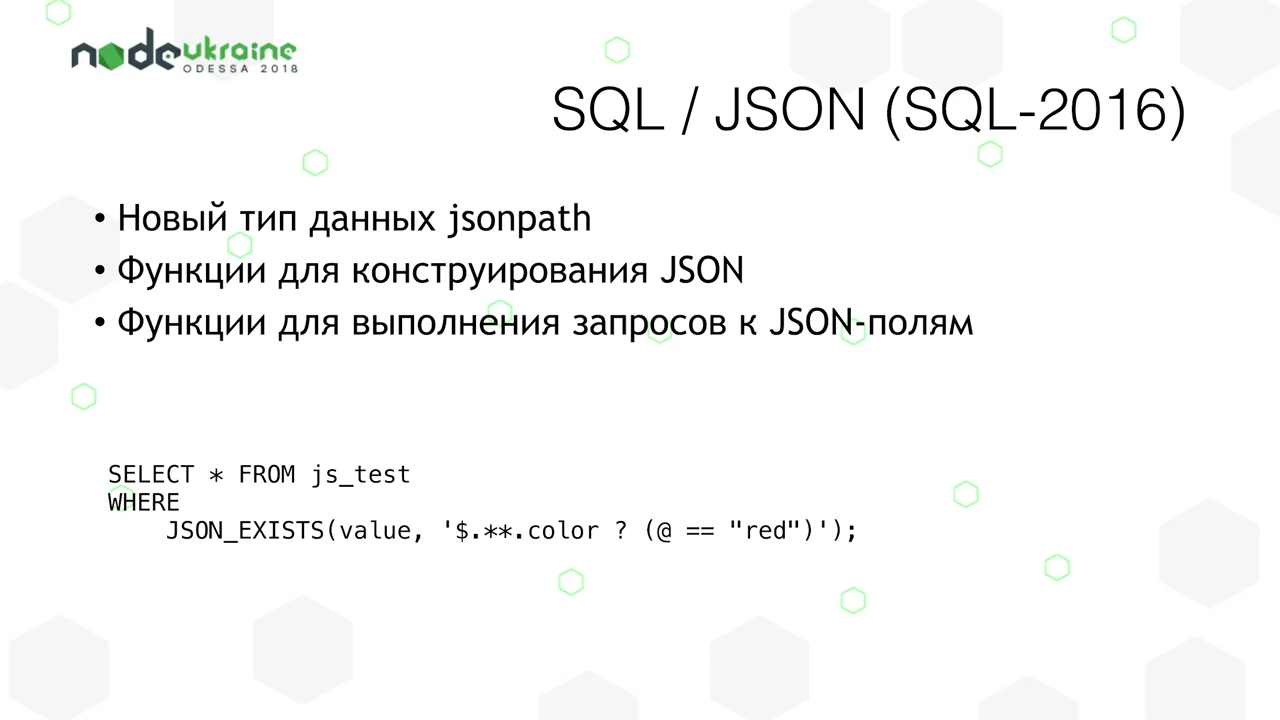 nodeukraine
ODESSA 2018
SQL / JSON (SQL-2016)
• Новый тип данных jsonpath
• Функции для конструирования JSON
• Функции для выполнения запросов к JSON-полям
SELECT * FROM js_test
WHERE
    JSON_EXISTS(value, '$.**.color ? (@ == "red")');